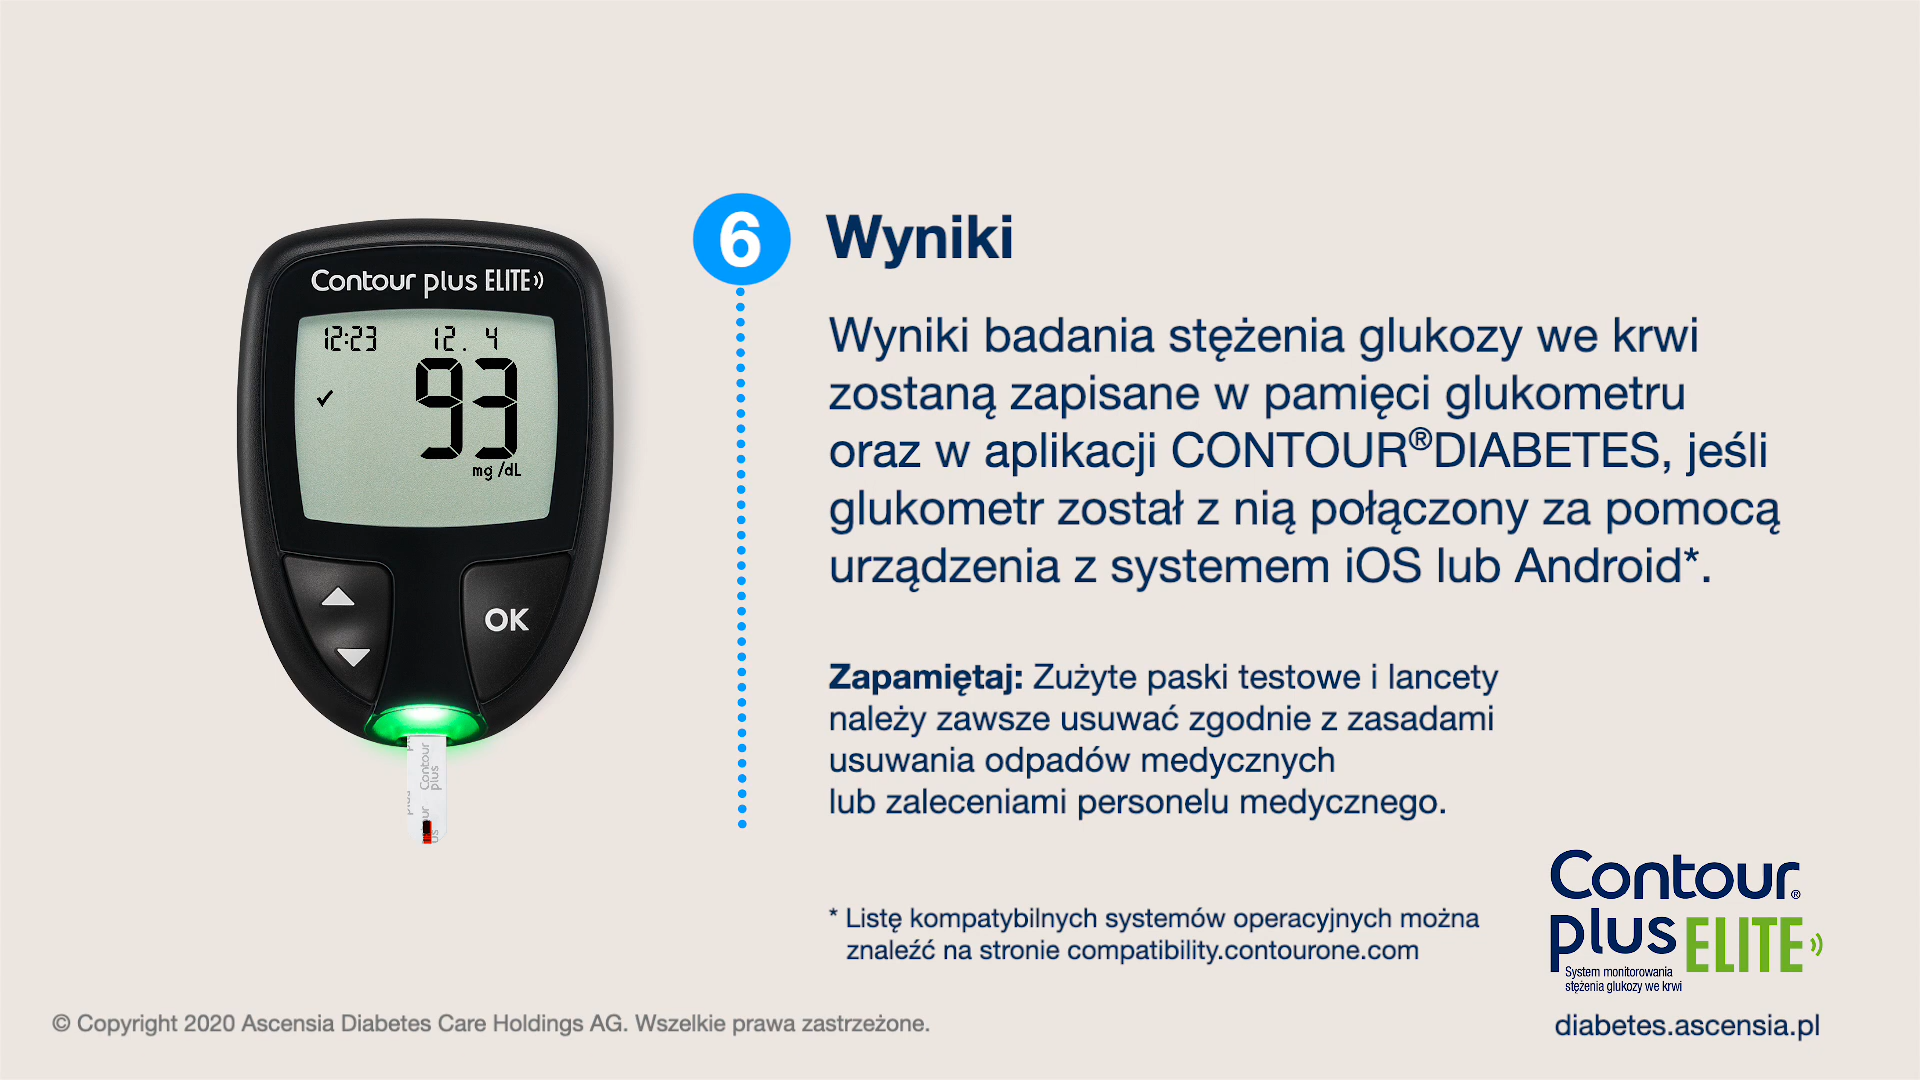 Contour plus ELITE
12:23 12. 4
93
mg/dL
OK
Contour
plus
6
Wyniki
Wyniki badania stężenia glukozy we krwi
zostaną zapisane w pamięci glukometru
oraz w aplikacji CONTOUR®DIABETES, jeśli
glukometr został z nią połączony za pomocą
urządzenia z systemem iOS lub Android*.
Zapamiętaj: Zużyte paski testowe i lancety
należy zawsze usuwać zgodnie z zasadami
usuwania odpadów medycznych
lub zaleceniami personelu medycznego.
* Listę kompatybilnych systemów operacyjnych można
znaleźć na stronie compatibility.contourone.com
Contour®
plus ELITE
System monitorowania
stężenia glukozy we krwi
diabetes.ascensia.pl
© Copyright 2020 Ascensia Diabetes Care Holdings AG. Wszelkie prawa zastrzeżone.